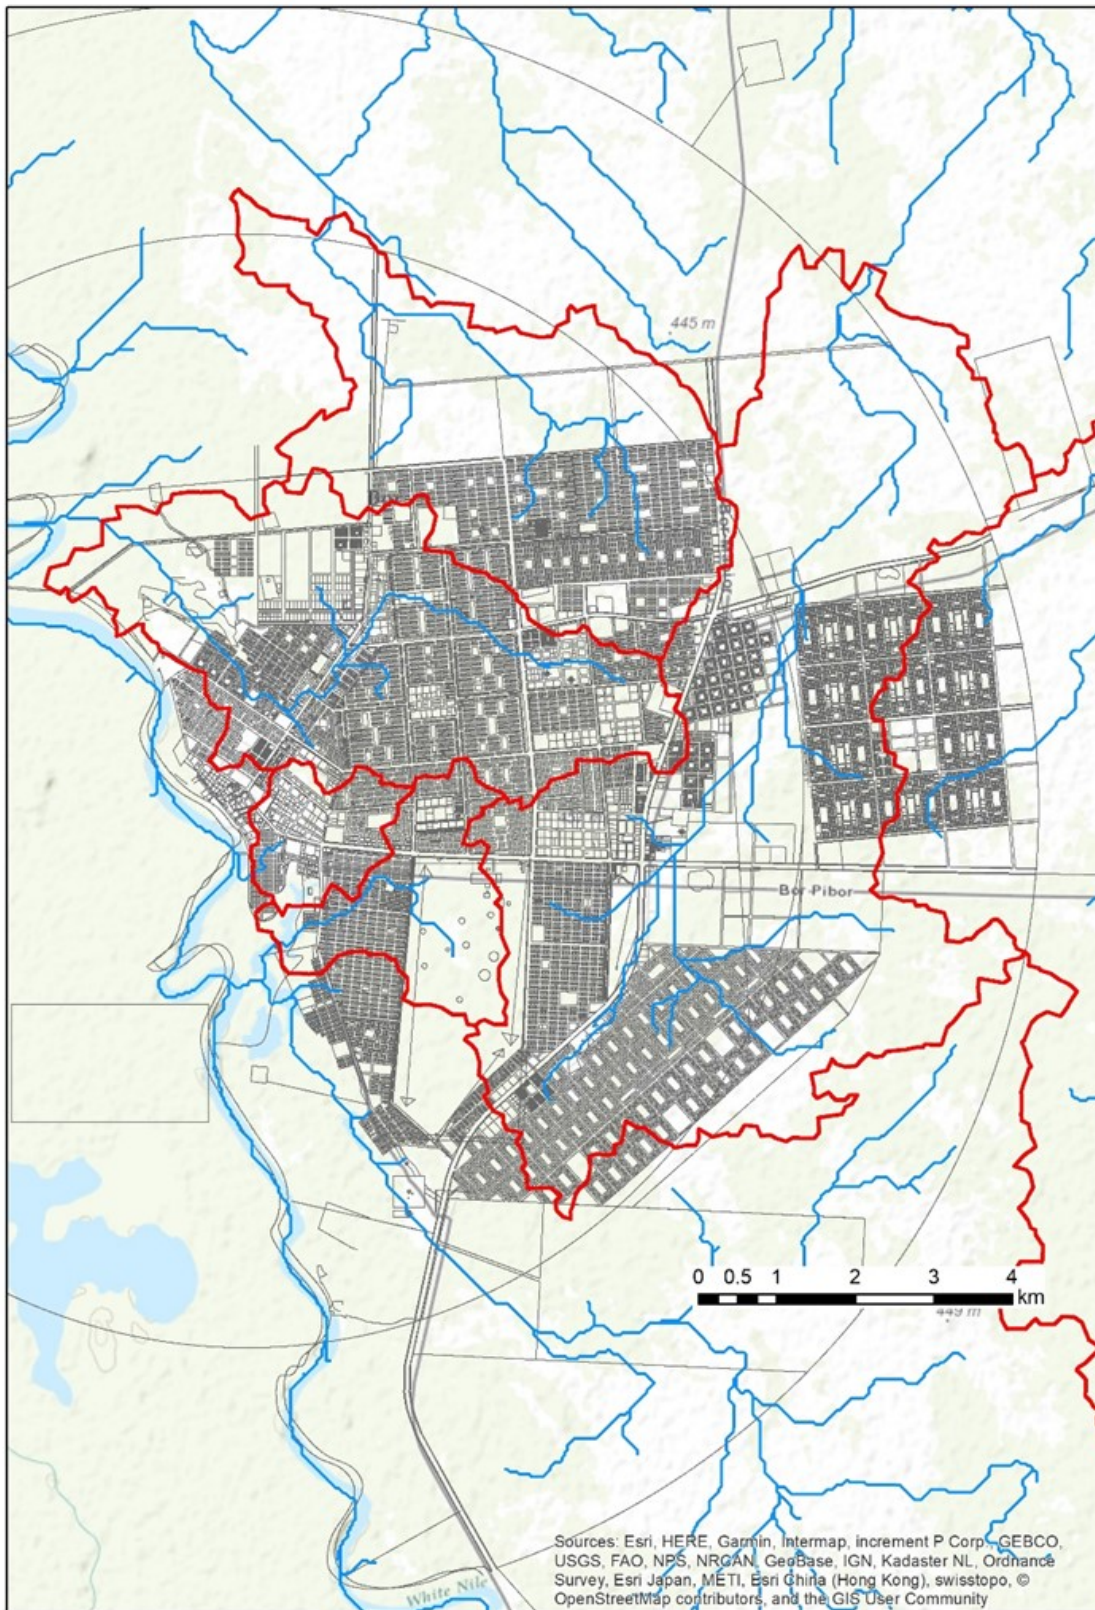 445 m
Bor-Pibor
0 0.5 1 2 3 4
km
449 m
Sources: Esri, HERE, Garmin, Intermap, increment P Corp., GEBCO,
USGS, FAO, NPS, NRCAN, GeoBase, IGN, Kadaster NL, Ordnance
Survey, Esri Japan, METI, Esri China (Hong Kong), swisstopo, ©
OpenStreetMap contributors, and the GIS User Community
White Nile